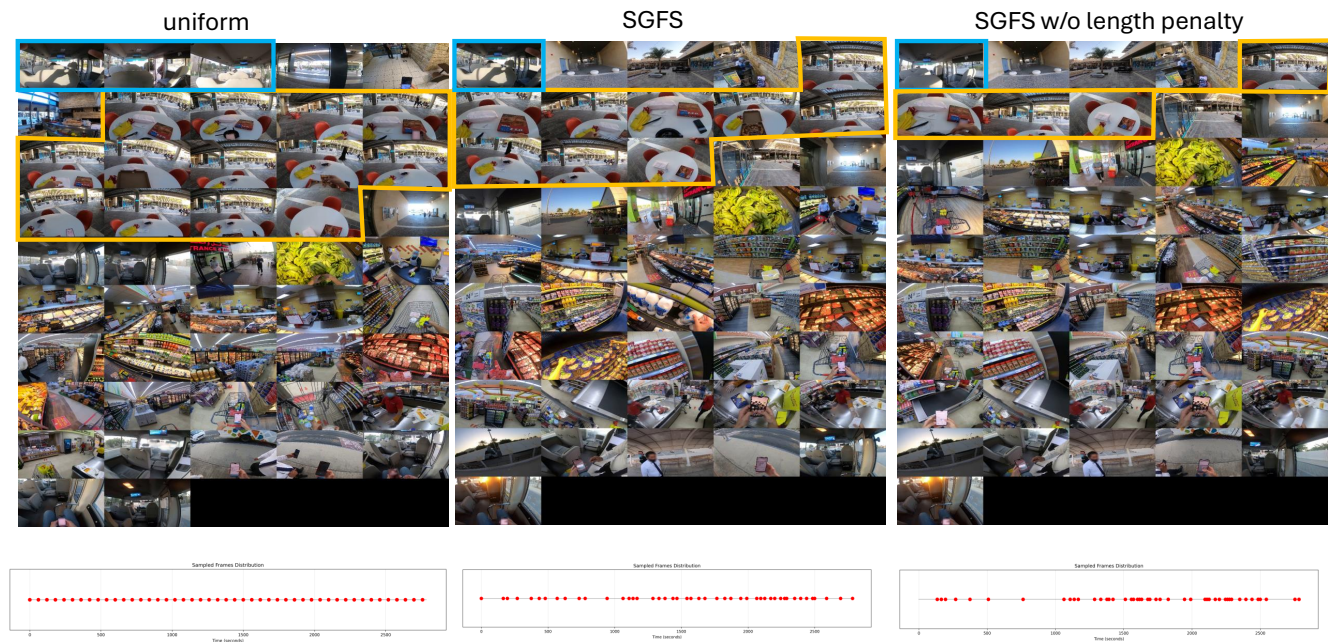 uniform
SGFS
SGFS w/o length penalty
Sampled Frames Distribution
0 500 1000 1500 2000 2500
Time (seconds)
Sampled Frames Distribution
0 500 1000 1500 2000 2500
Time (seconds)
Sampled Frames Distribution
0 500 1000 1500 2000 2500
Time (seconds)